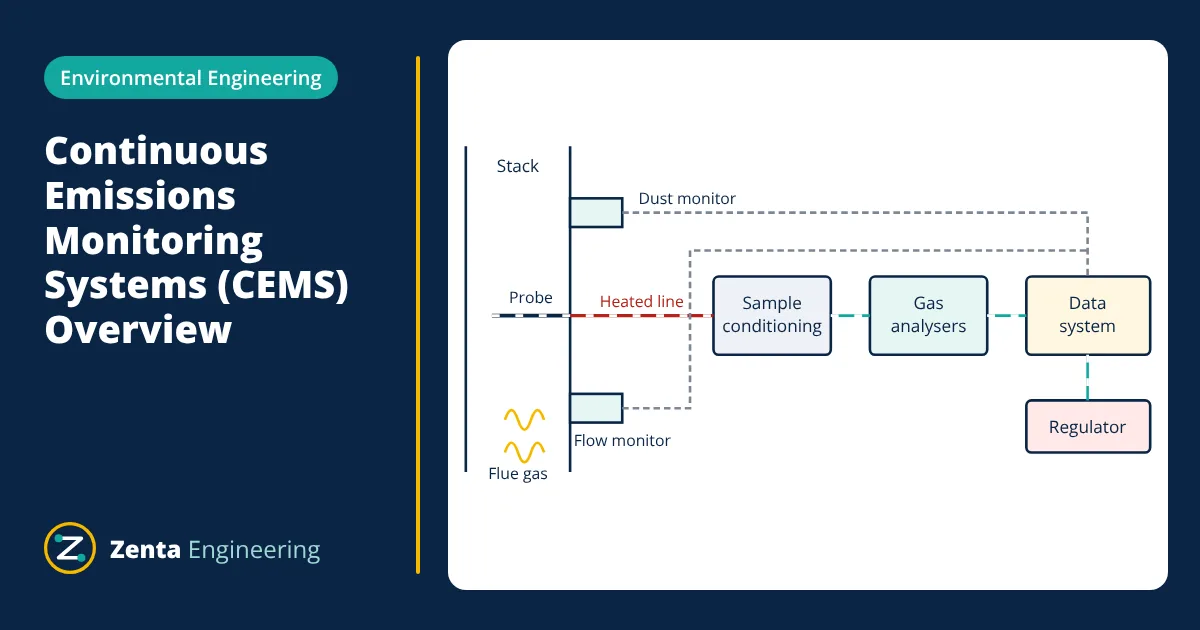 Environmental Engineering
Continuous
Emissions
Monitoring
Systems (CEMS)
Overview
Z Zenta Engineering
Stack
Dust monitor
Probe
Heated line
Sample
conditioning
Gas
analysers
Data
system
Flow monitor
Flue gas
Regulator